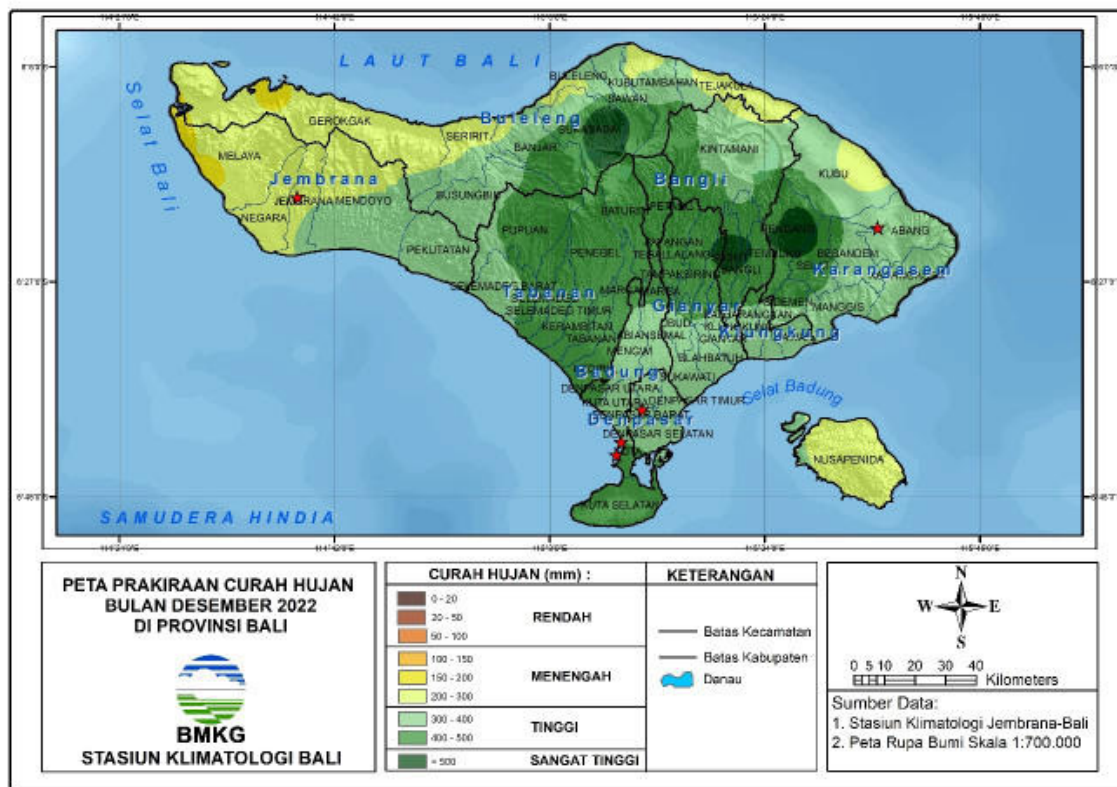 LAUT BALI
Selat Bali
BULELENG
KUBUTAMBAHAN
TEJAKULA
SAWAN
GEROKGAK
Buleleng
SUKASADA
SERIRIT
BANJAR
KINTAMANI
MELAYA
Jembrana
BUSUNGBIU
Bangli
KUBU
JEMBRANA MENDOYO
NEGARA
PUPUAN
ABANG
PEKUTATAN
PENEBEL
TEGALLALANG
BANGLI
Karangasem
SELEMADEG BARAT
Tabanan
Gianyar
MANGGIS
SELEMADEG TIMUR
KERAMBITAN
UBUD
Klungkung
TABANAN
ABIANSEMAL
MENGWI
BLAHBATUH
Badung
SUKAWATI
Selat Badung
DENPASAR UTARA
KUTA UTARA
DENPASAR TIMUR
DENPASAR BARAT
Denpasar
DENPASAR SELATAN
NUSAPENIDA
KUTA SELATAN
SAMUDERA HINDIA
PETA PRAKIRAAN CURAH HUJAN
BULAN DESEMBER 2022
DI PROVINSI BALI
BMKG
STASIUN KLIMATOLOGI BALI
CURAH HUJAN (mm) :
0 - 20
20 - 50
50 - 100
RENDAH
100 - 150
150 - 200
200 - 300
MENENGAH
300 - 400
400 - 500
TINGGI
> 500
SANGAT TINGGI
KETERANGAN
Batas Kecamatan
Batas Kabupaten
Danau
N
W
E
S
0 5 10 20 30 40
Kilometers
Sumber Data:
1. Stasiun Klimatologi Jembrana-Bali
2. Peta Rupa Bumi Skala 1:700.000